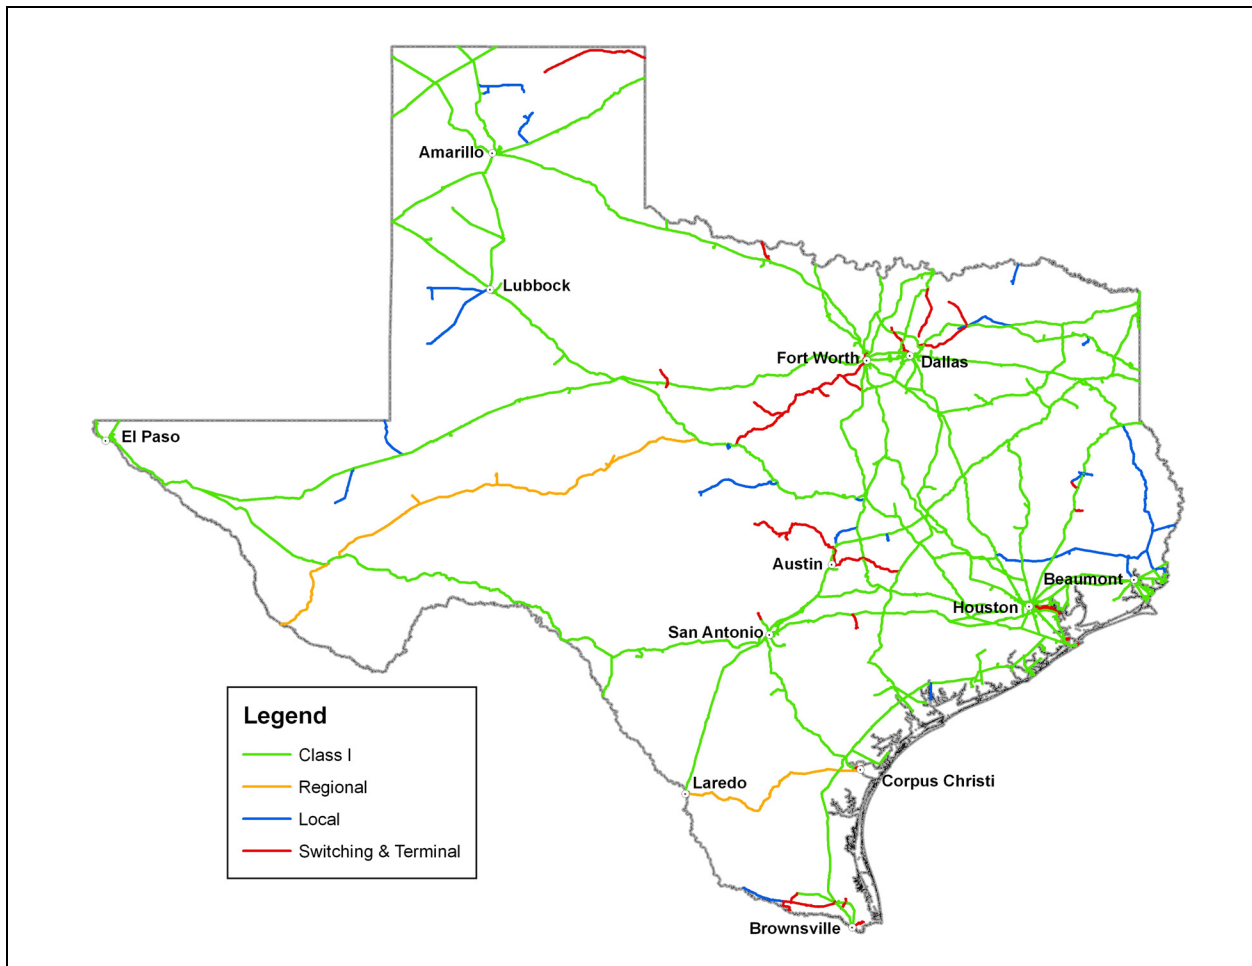 Amarillo
Lubbock
Fort Worth
Dallas
El Paso
Austin
Beaumont
Houston
San Antonio
Legend
Class I
Regional
Local
Switching & Terminal
Laredo
Corpus Christi
Brownsville